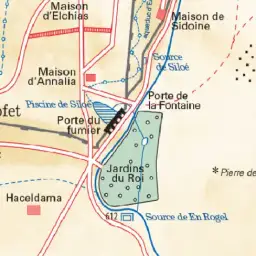 Maison d'
Elchias
Aqueduc d'E
Maison de
Sidoine
Maison
d'Annalia
Source
de Siloé
Piscine de Siloé
Porte de
la Fontaine
ofet
Porte du
fumier
Jardins
du Roi
* Pierre de
Haceldama
612
Source de En Rogel